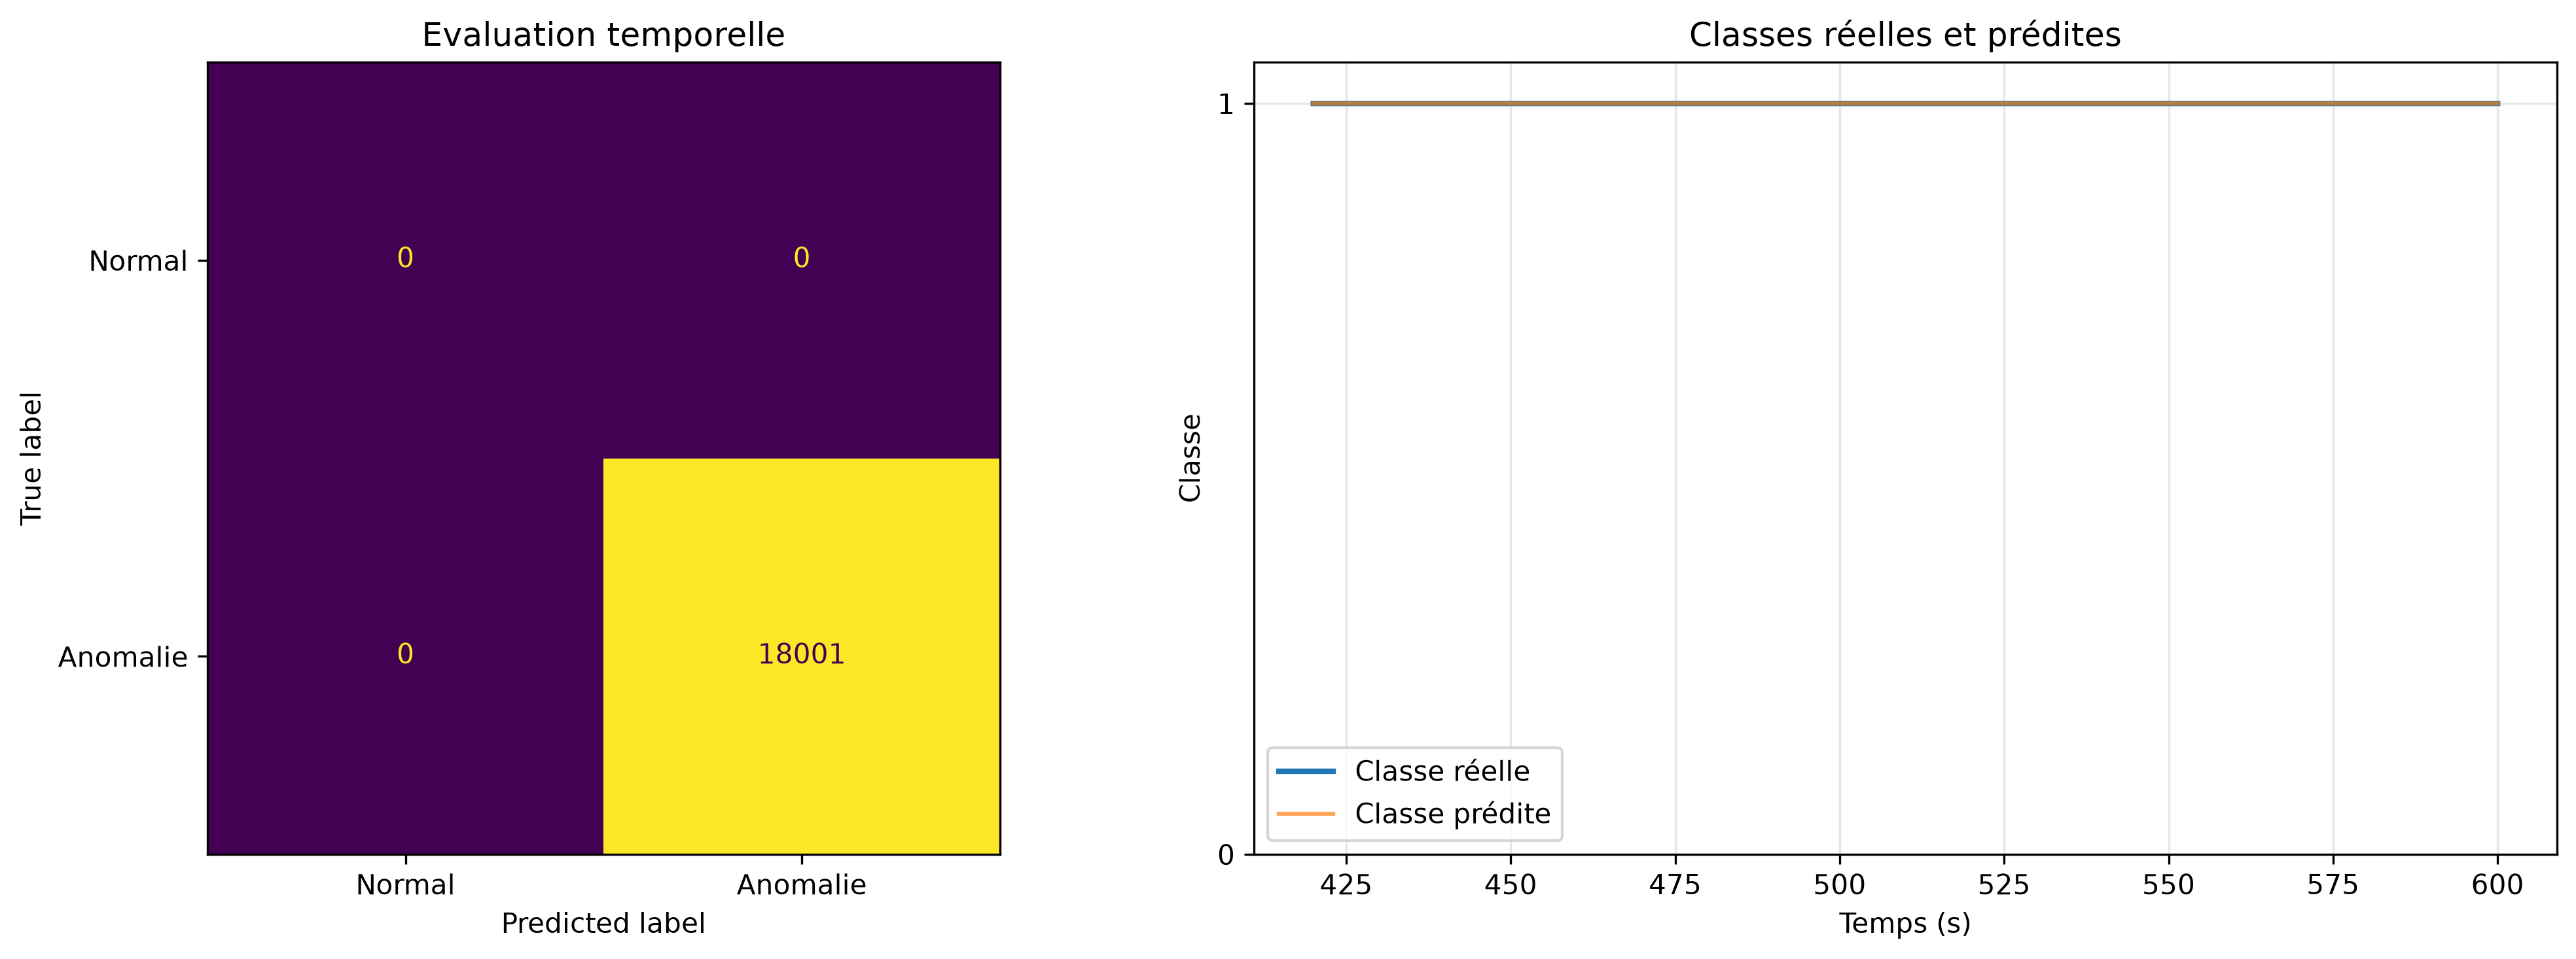 Evaluation temporelle
True label
Normal
Anomalie
0
0
0
18001
Normal
Anomalie
Predicted label
Classes réelles et prédites
Classe
1
0
Classe réelle
Classe prédite
425
450
475
500
525
550
575
600
Temps (s)